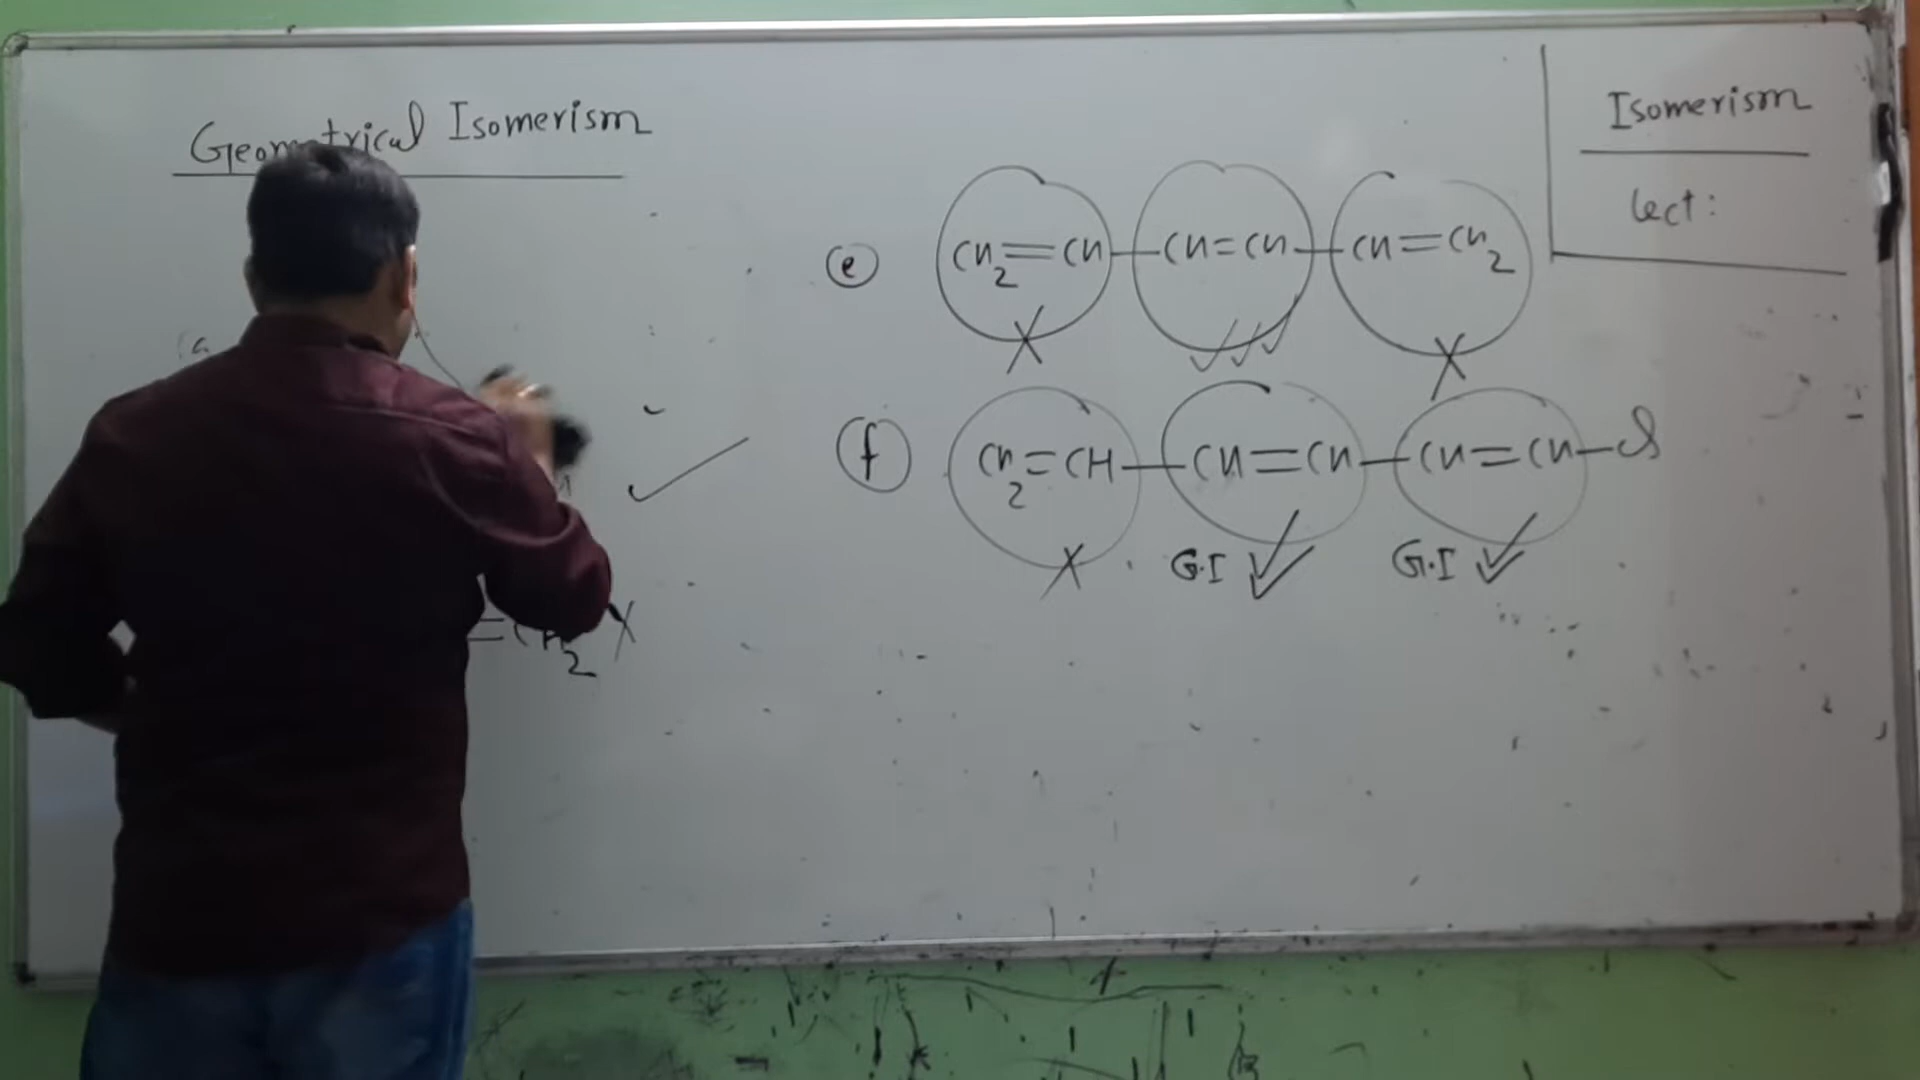 Geometrical Isomerism
Isomerism
Lect:
(e) CH2=CH-CH=CH-CH=CH2
X ✓✓✓ X
(f) CH2=CH-CH=CH-CH=CH-Cl
X G.I ✓✓ G.I ✓✓
(a
✓
=CH2 X